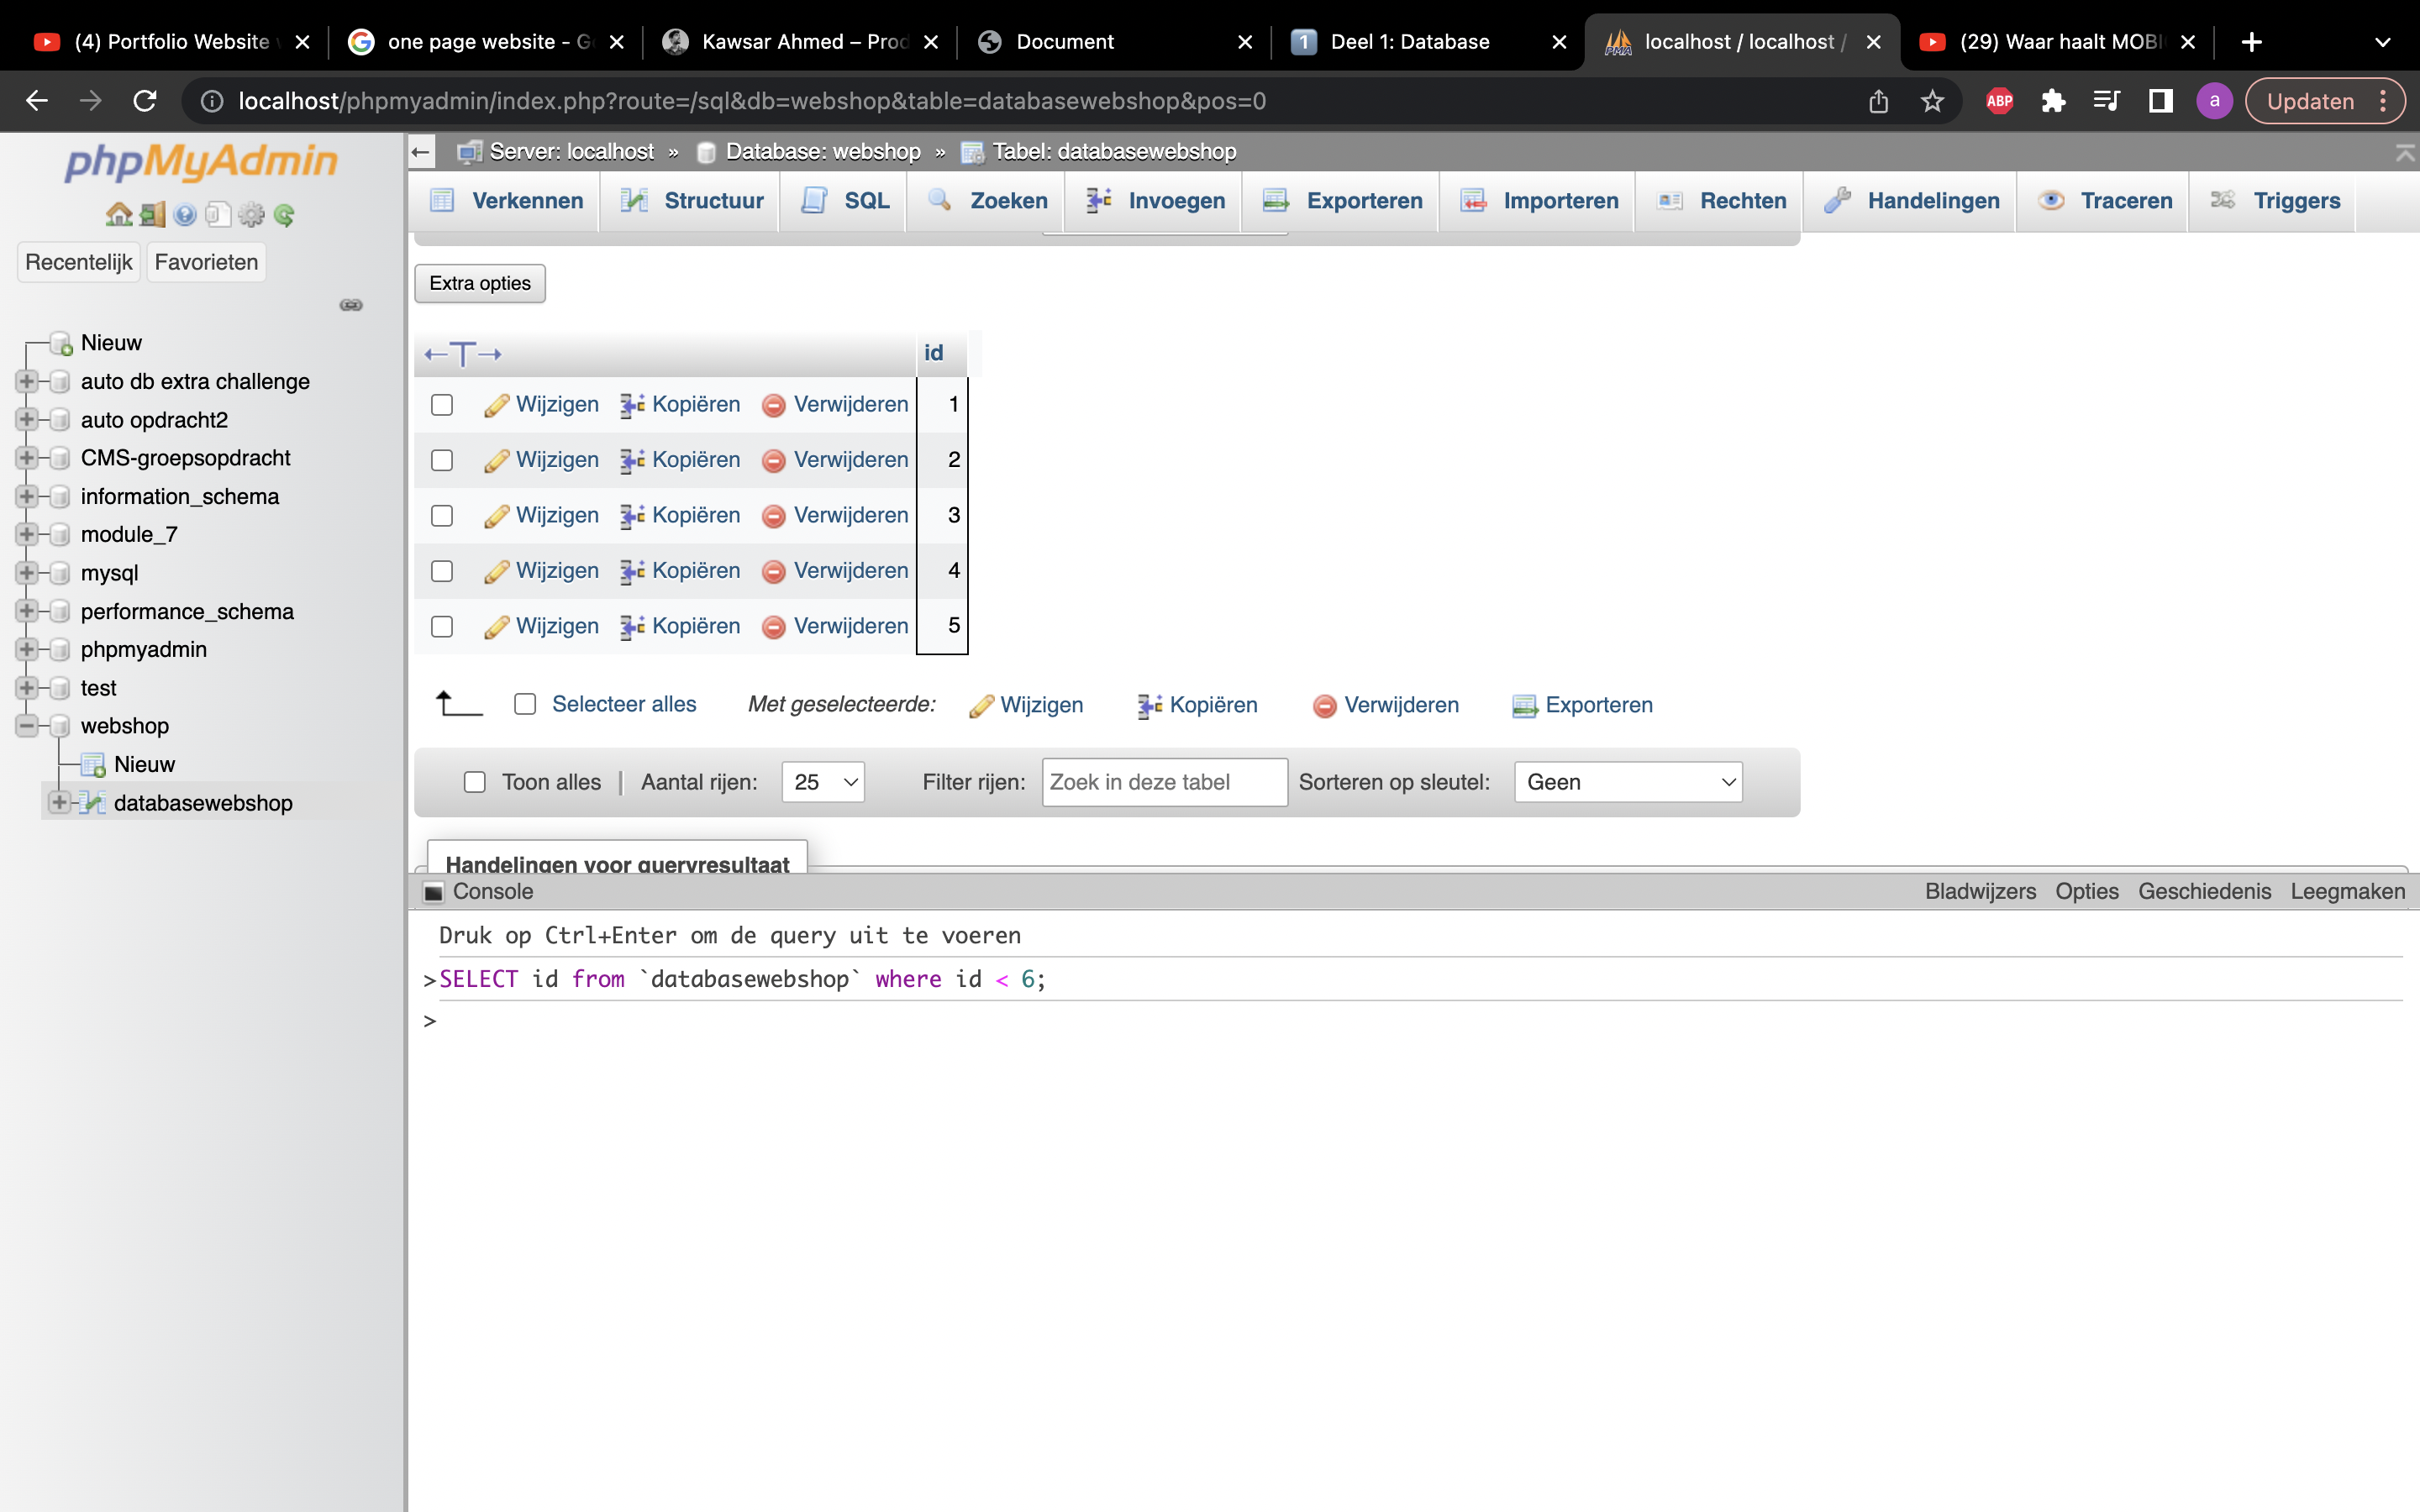 (4) Portfolio Website
one page website - G
Kawsar Ahmed – Prod
Document
1 Deel 1: Database
localhost / localhost /
(29) Waar haalt MOBI
localhost/phpmyadmin/index.php?route=/sql&db=webshop&table=databasewebshop&pos=0
ABP
a
Updaten
phpMyAdmin
Recentelijk Favorieten
Nieuw
auto db extra challenge
auto opdracht2
CMS-groepsopdracht
information_schema
module_7
mysql
performance_schema
phpmyadmin
test
webshop
Nieuw
databasewebshop
Server: localhost » Database: webshop » Tabel: databasewebshop
Verkennen Structuur SQL Zoeken Invoegen Exporteren Importeren Rechten Handelingen Traceren Triggers
Extra opties
←T→ id
Wijzigen Kopiëren Verwijderen 1
Wijzigen Kopiëren Verwijderen 2
Wijzigen Kopiëren Verwijderen 3
Wijzigen Kopiëren Verwijderen 4
Wijzigen Kopiëren Verwijderen 5
Selecteer alles Met geselecteerde: Wijzigen Kopiëren Verwijderen Exporteren
Toon alles | Aantal rijen: 25 Filter rijen: Zoek in deze tabel Sorteren op sleutel: Geen
Handelingen voor queryresultaat
Console Bladwijzers Opties Geschiedenis Leegmaken
Druk op Ctrl+Enter om de query uit te voeren
>SELECT id from `databasewebshop` where id < 6;
>